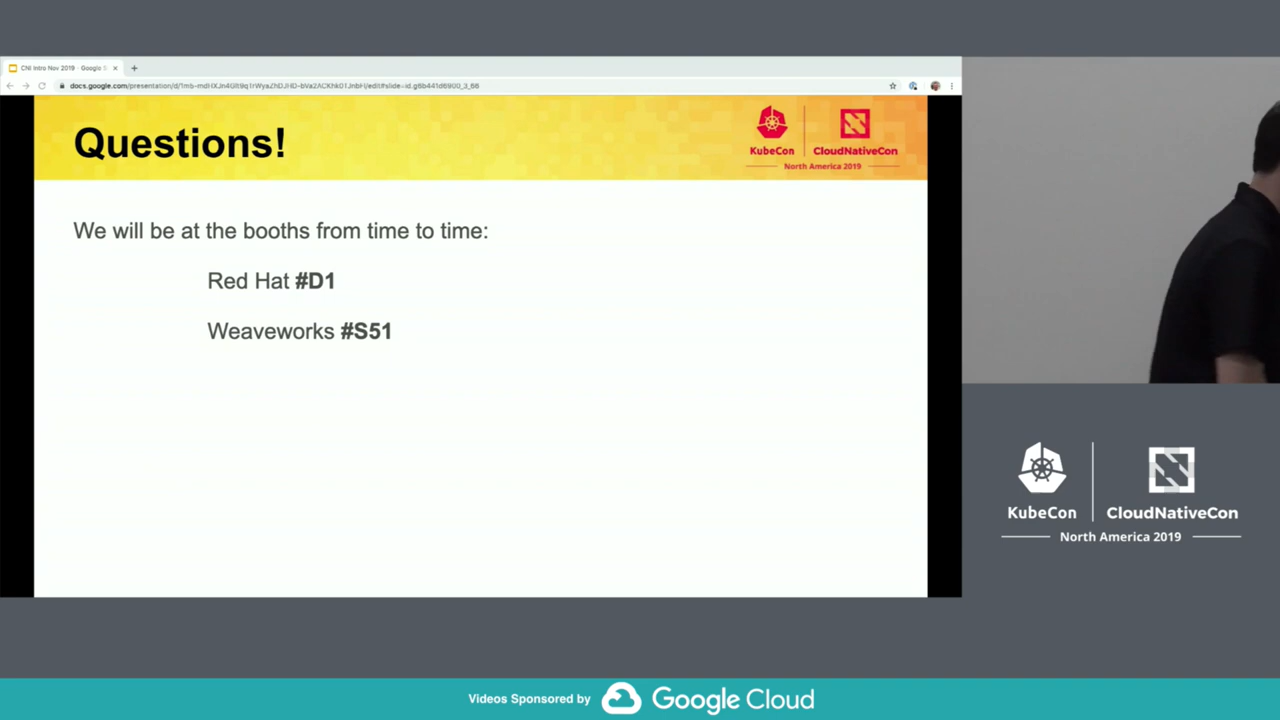 CNI Intro Nov 2019 - Google S
Questions!
KubeCon
CloudNativeCon
North America 2019
We will be at the booths from time to time:
Red Hat #D1
Weaveworks #S51
KubeCon
CloudNativeCon
North America 2019
Videos Sponsored by
Google Cloud